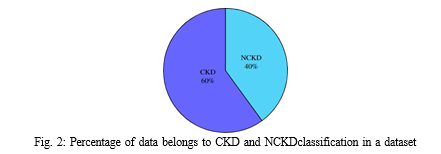 NCKD
40%
CKD
60%
Fig. 2: Percentage of data belongs to CKD and NCKDclassification in a dataset